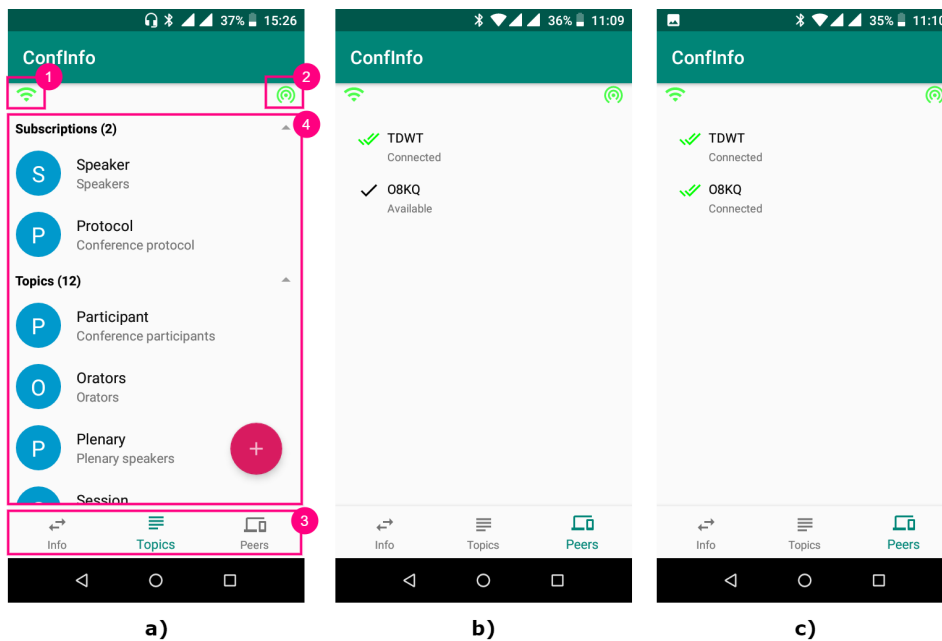 37% 15:26
ConfInfo
1
2
Subscriptions (2)
4
S
Speaker
Speakers
P
Protocol
Conference protocol
Topics (12)
P
Participant
Conference participants
O
Orators
Orators
P
Plenary
Plenary speakers
+
Session
3
Info
Topics
Peers
a)
36% 11:09
ConfInfo
TDWT
Connected
O8KQ
Available
Info
Topics
Peers
b)
35% 11:10
ConfInfo
TDWT
Connected
O8KQ
Connected
Info
Topics
Peers
c)